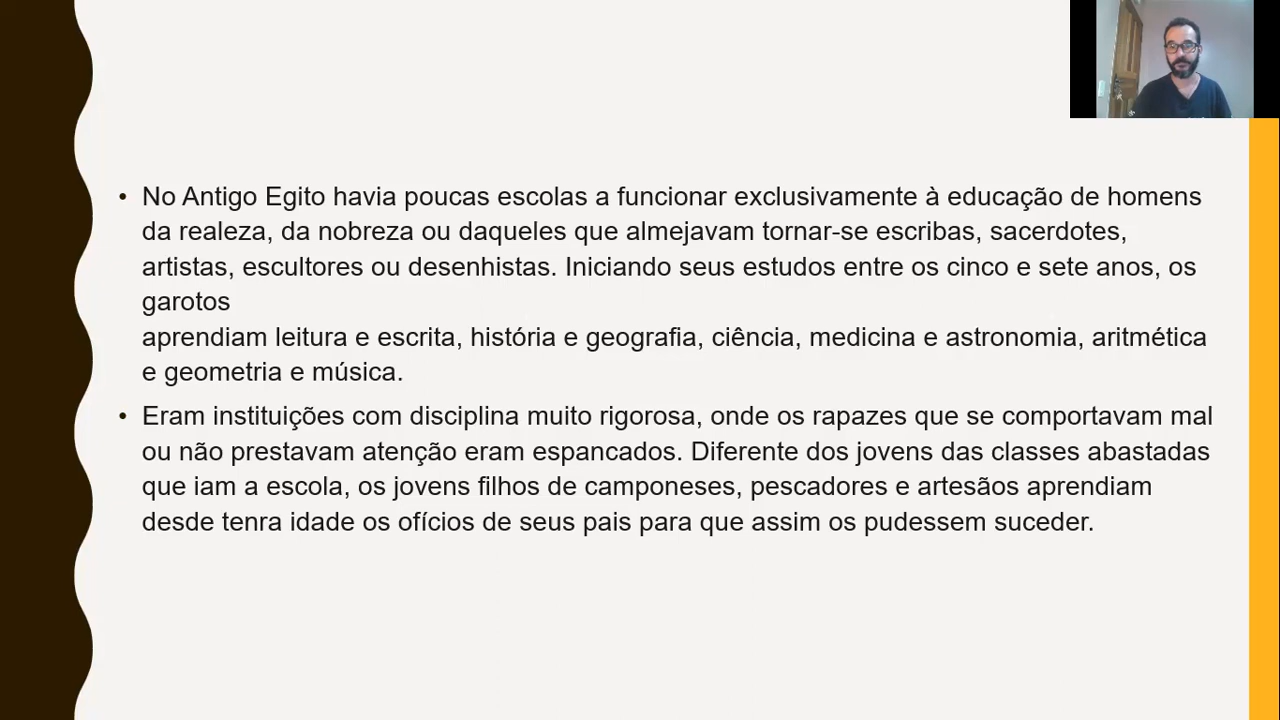 • No Antigo Egito havia poucas escolas a funcionar exclusivamente à educação de homens
da realeza, da nobreza ou daqueles que almejavam tornar-se escribas, sacerdotes,
artistas, escultores ou desenhistas. Iniciando seus estudos entre os cinco e sete anos, os
garotos
aprendiam leitura e escrita, história e geografia, ciência, medicina e astronomia, aritmética
e geometria e música.
• Eram instituições com disciplina muito rigorosa, onde os rapazes que se comportavam mal
ou não prestavam atenção eram espancados. Diferente dos jovens das classes abastadas
que iam a escola, os jovens filhos de camponeses, pescadores e artesãos aprendiam
desde tenra idade os ofícios de seus pais para que assim os pudessem suceder.